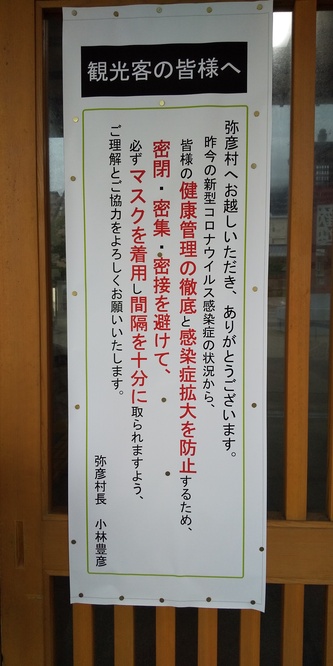 観光客の皆様へ
弥彦村へお越しいただき、ありがとうございます。
昨今の新型コロナウイルス感染症の状況から、
皆様の健康管理の徹底と感染症拡大を防止するため、
密閉・密集・密接を避けて、
必ずマスクを着用し間隔を十分に取られますよう、
ご理解とご協力をよろしくお願いいたします。
弥彦村長 小林豊彦